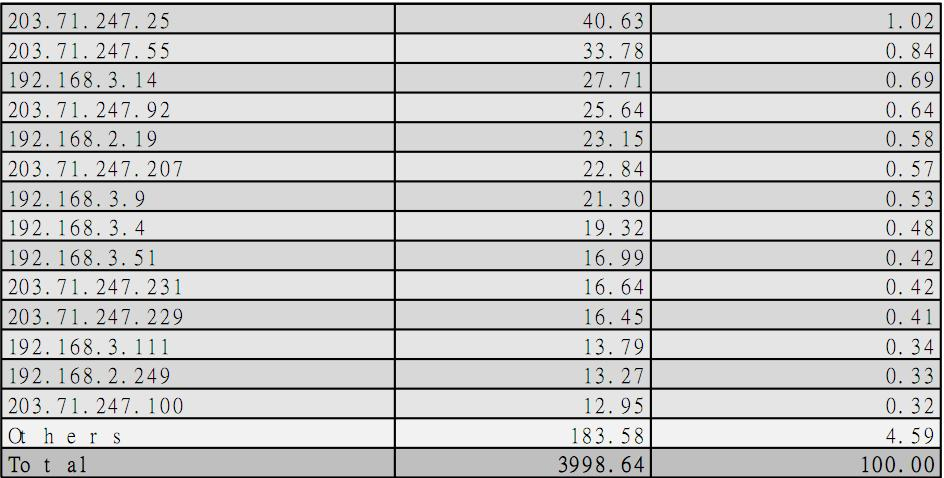 203.71.247.25 40.63 1.02
203.71.247.55 33.78 0.84
192.168.3.14 27.71 0.69
203.71.247.92 25.64 0.64
192.168.2.19 23.15 0.58
203.71.247.207 22.84 0.57
192.168.3.9 21.30 0.53
192.168.3.4 19.32 0.48
192.168.3.51 16.99 0.42
203.71.247.231 16.64 0.42
203.71.247.229 16.45 0.41
192.168.3.111 13.79 0.34
192.168.2.249 13.27 0.33
203.71.247.100 12.95 0.32
Others 183.58 4.59
Total 3998.64 100.00